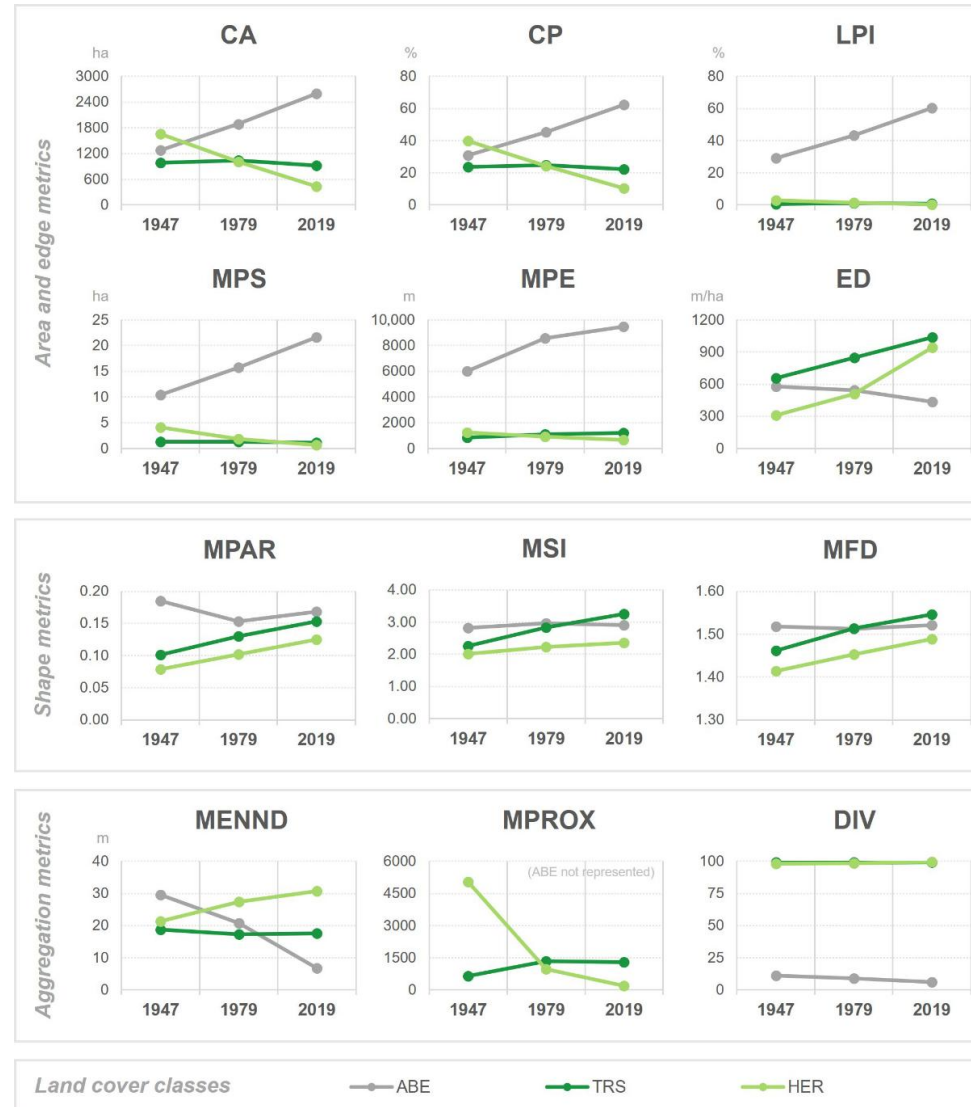 Area and edge metrics
CA
ha
3000
2400
1800
1200
600
0
1947 1979 2019
CP
%
80
60
40
20
0
1947 1979 2019
LPI
%
80
60
40
20
0
1947 1979 2019
MPS
ha
25
20
15
10
5
0
1947 1979 2019
MPE
m
10,000
8000
6000
4000
2000
0
1947 1979 2019
ED
m/ha
1200
900
600
300
0
1947 1979 2019
Shape metrics
MPAR
0.20
0.15
0.10
0.05
0.00
1947 1979 2019
MSI
4.00
3.00
2.00
1.00
0.00
1947 1979 2019
MFD
1.60
1.50
1.40
1.30
1947 1979 2019
Aggregation metrics
MENND
m
40
30
20
10
0
1947 1979 2019
MPROX
(ABE not represented)
6000
4500
3000
1500
0
1947 1979 2019
DIV
100
75
50
25
0
1947 1979 2019
Land cover classes ABE TRS HER